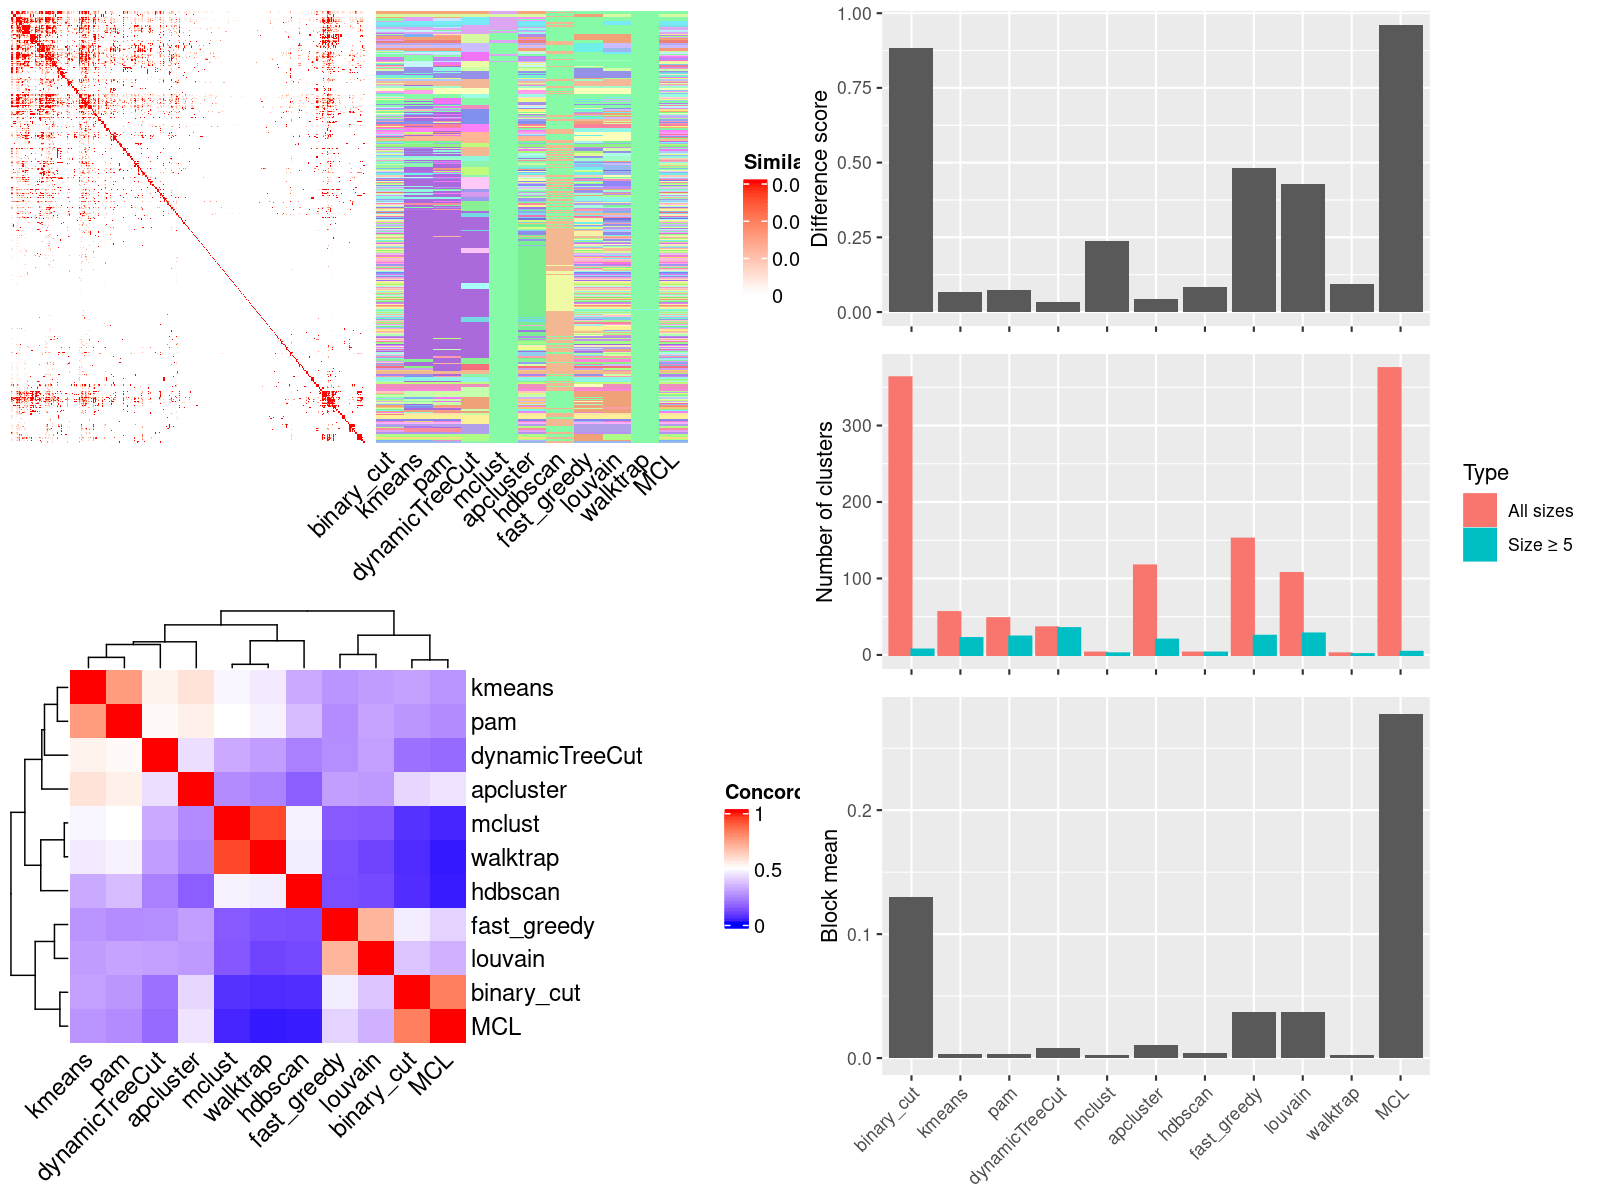 Simila
0.0
0.0
0.0
0
binary_cut
kmeans
pam
dynamicTreeCut
mclust
apcluster
hdbscan
fast_greedy
louvain
walktrap
MCL
kmeans
pam
dynamicTreeCut
apcluster
mclust
walktrap
hdbscan
fast_greedy
louvain
binary_cut
MCL
kmeans
pam
dynamicTreeCut
apcluster
mclust
walktrap
hdbscan
fast_greedy
louvain
binary_cut
MCL
Concord
1
0.5
0
Difference score
1.00
0.75
0.50
0.25
0.00
Number of clusters
300
200
100
0
Type
All sizes
Size ≥ 5
Block mean
0.2
0.1
0.0
binary_cut
kmeans
pam
dynamicTreeCut
mclust
apcluster
hdbscan
fast_greedy
louvain
walktrap
MCL